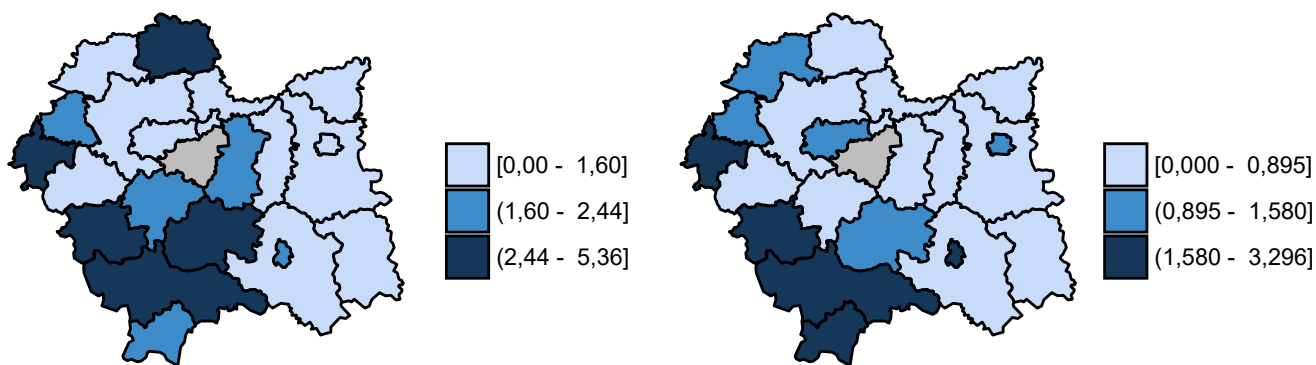 [0,00 - 1,60]
(1,60 - 2,44]
(2,44 - 5,36]
[0,000 - 0,895]
(0,895 - 1,580]
(1,580 - 3,296]